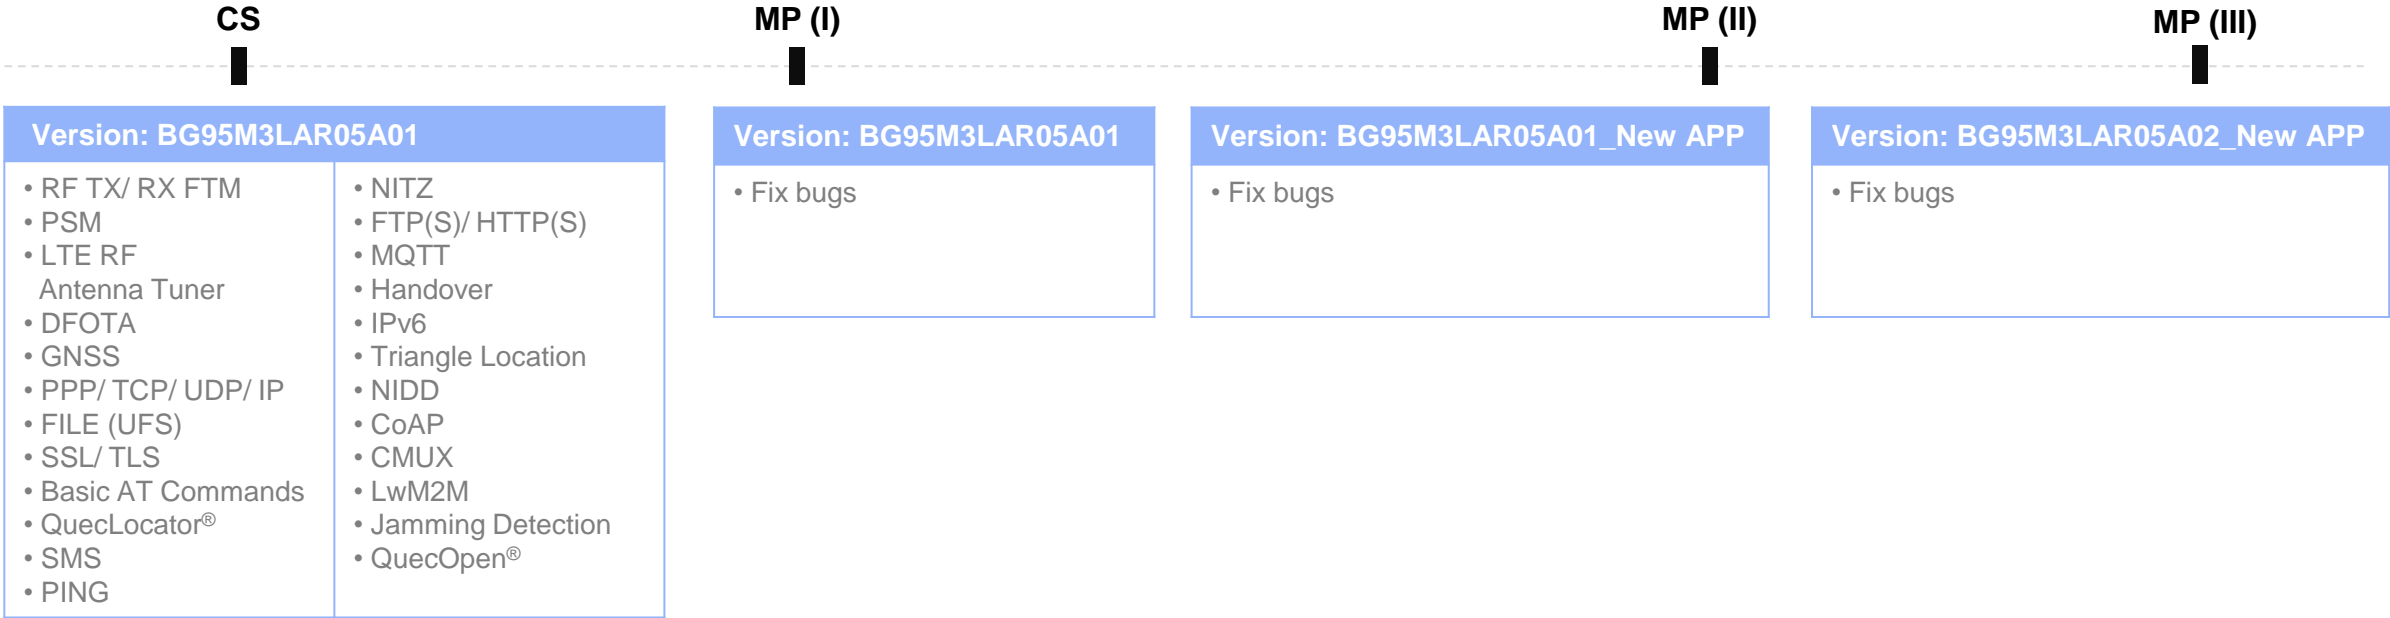 CS
MP (I)
MP (II)
MP (III)
Version: BG95M3LAR05A01
• RF TX/ RX FTM
• PSM
• LTE RF
Antenna Tuner
• DFOTA
• GNSS
• PPP/ TCP/ UDP/ IP
• FILE (UFS)
• SSL/ TLS
• Basic AT Commands
• QuecLocator®
• SMS
• PING
• NITZ
• FTP(S)/ HTTP(S)
• MQTT
• Handover
• IPv6
• Triangle Location
• NIDD
• CoAP
• CMUX
• LwM2M
• Jamming Detection
• QuecOpen®
Version: BG95M3LAR05A01
• Fix bugs
Version: BG95M3LAR05A01_New APP
• Fix bugs
Version: BG95M3LAR05A02_New APP
• Fix bugs